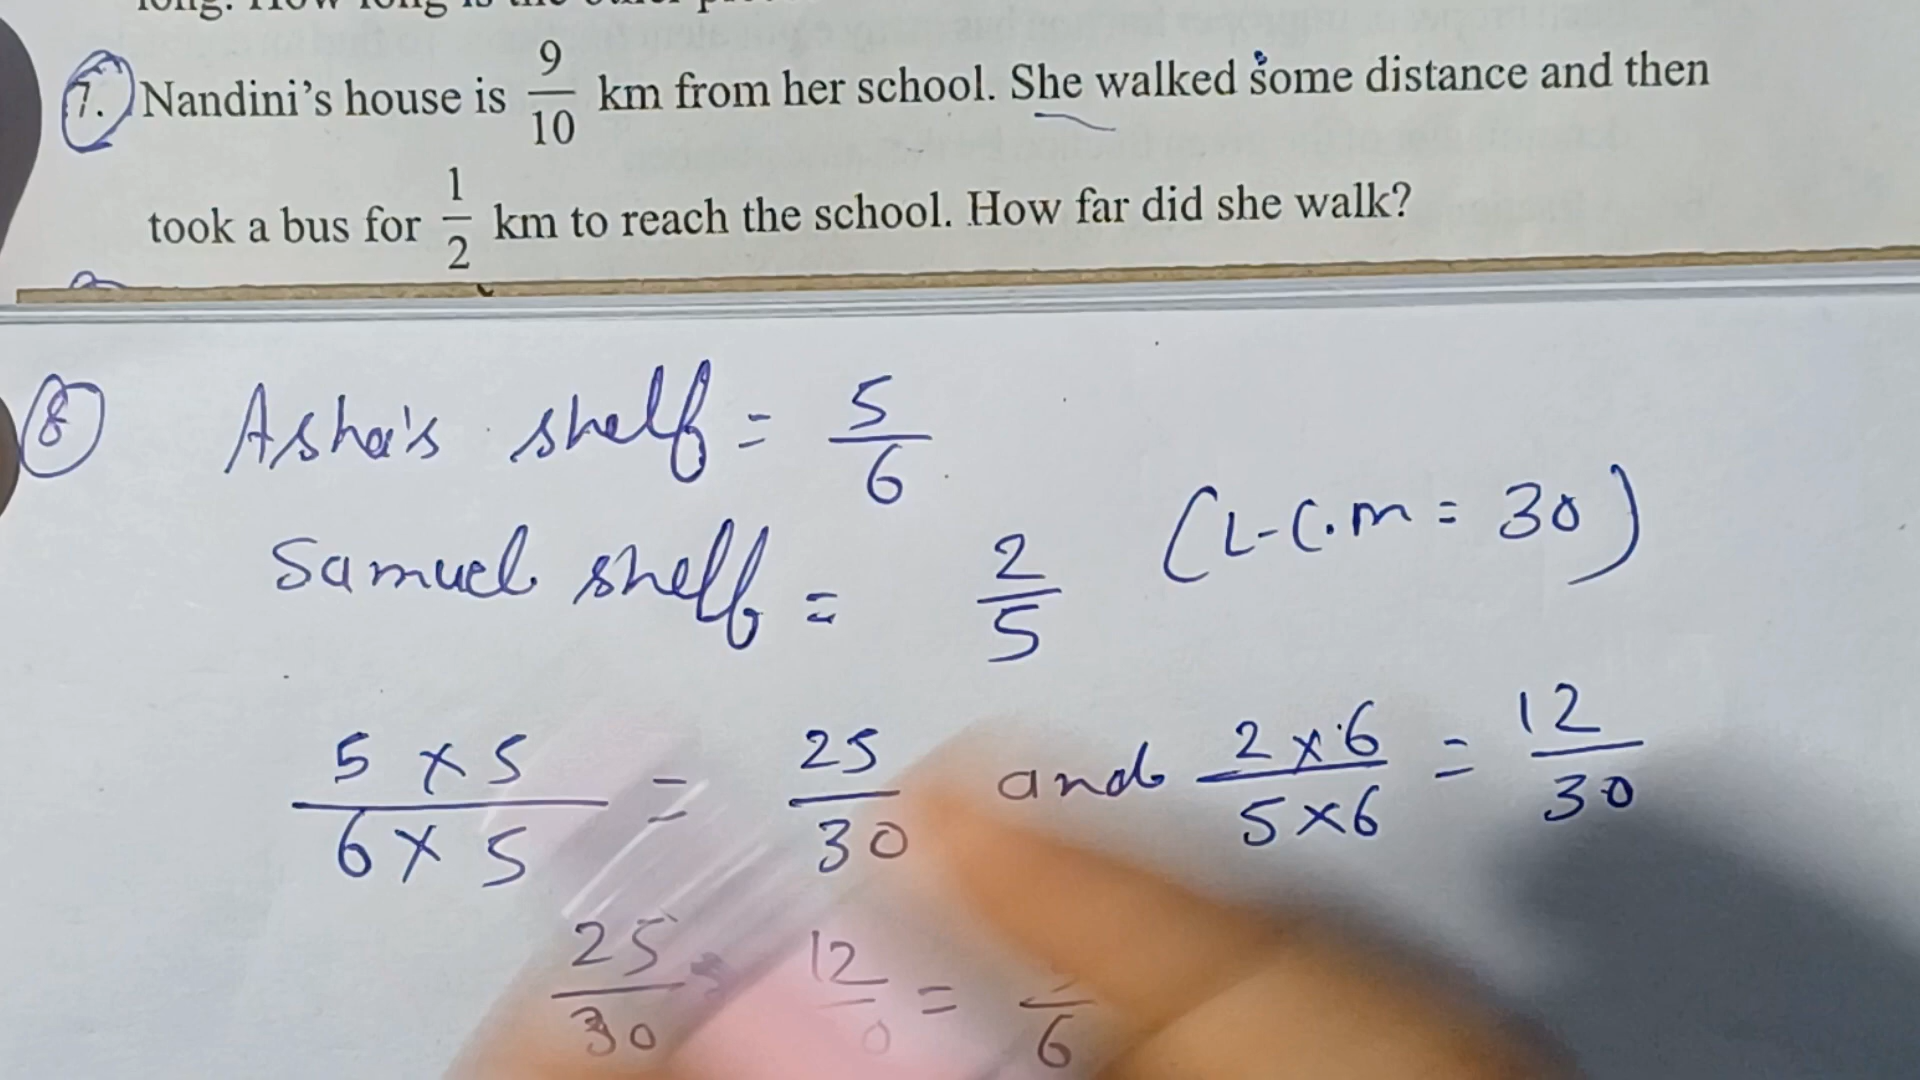 7. Nandini's house is 9/10 km from her school. She walked some distance and then
took a bus for 1/2 km to reach the school. How far did she walk?
8 Asha's shelf = 5/6
Samuel shelf = 2/5 (L.C.m = 30)
5 × 5 / 6 × 5 = 25/30 and 2 × 6 / 5 × 6 = 12/30
25/30 12 = 6